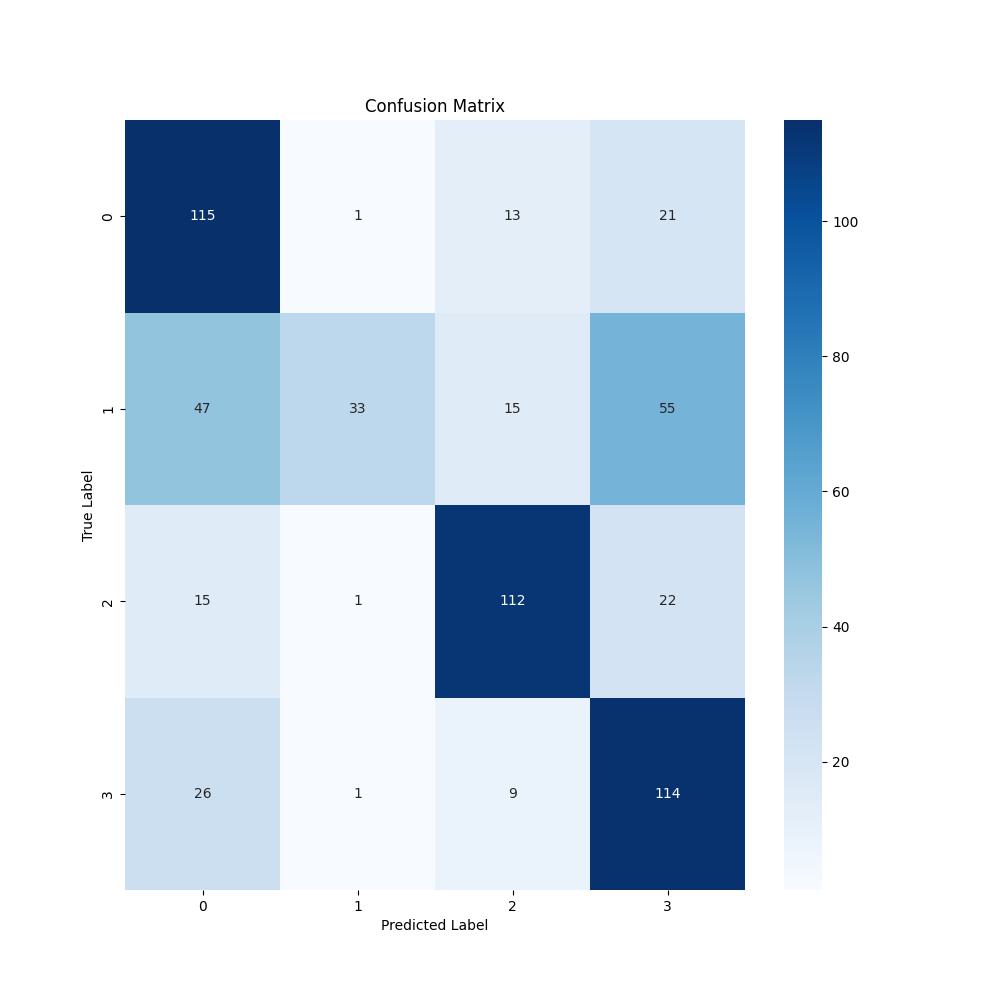 Confusion Matrix
0 115 1 13 21
1 47 33 15 55
2 15 1 112 22
3 26 1 9 114
0 1 2 3
Predicted Label
True Label
100
80
60
40
20